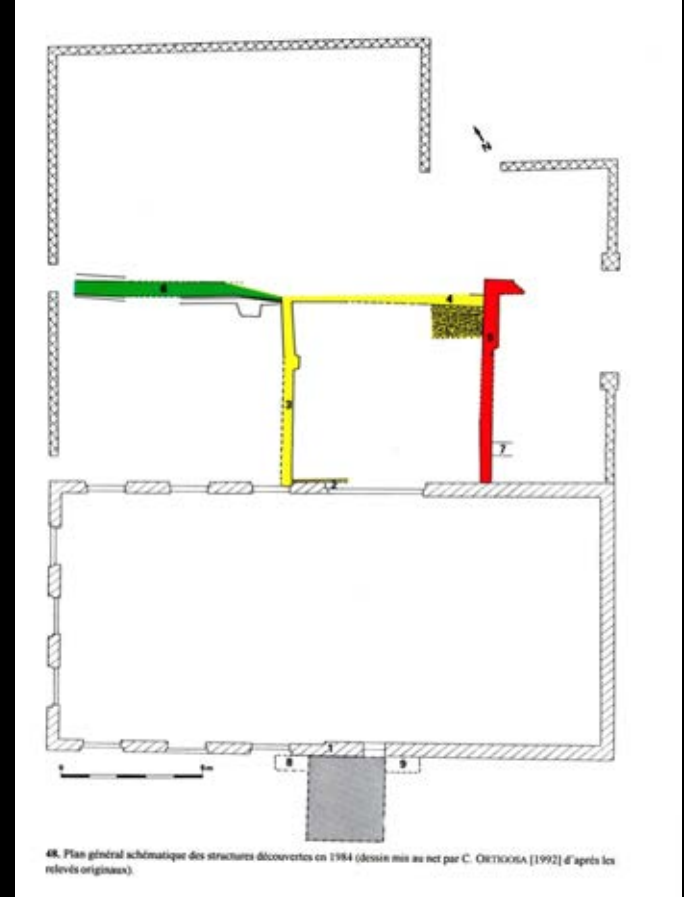 N
6
4
5
3
7
2
1
8
9
0
5m
48. Plan général schématique des structures découvertes en 1984 (dessin mis au net par C. ORTIGOSA [1992] d'après les
relevés originaux).